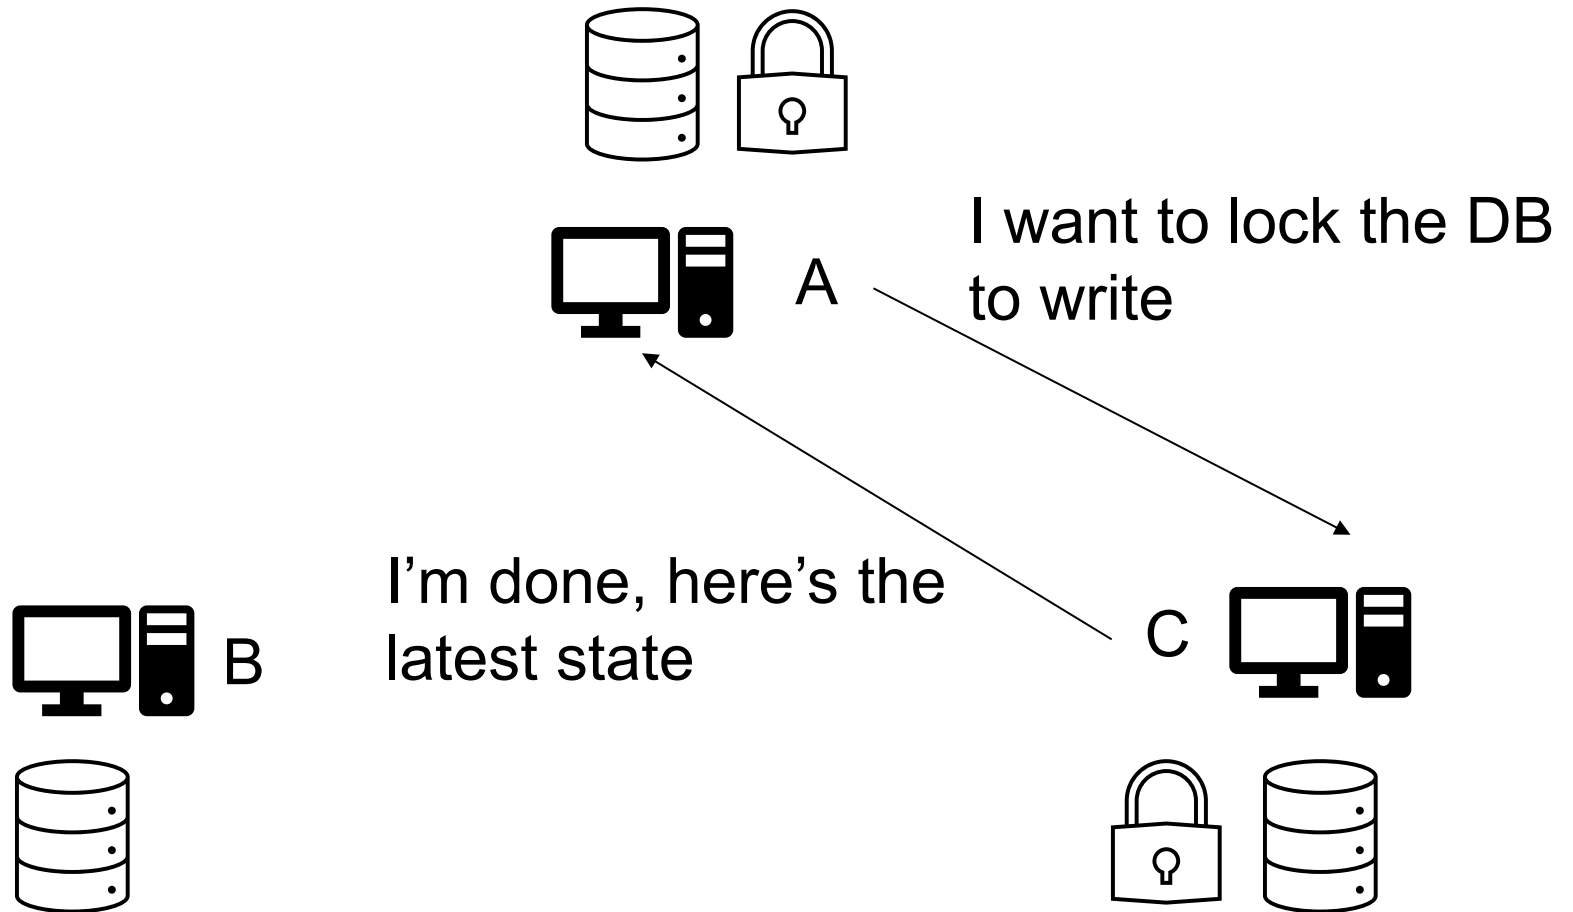 I want to lock the DB
to write
A
I’m done, here’s the
latest state
B
C